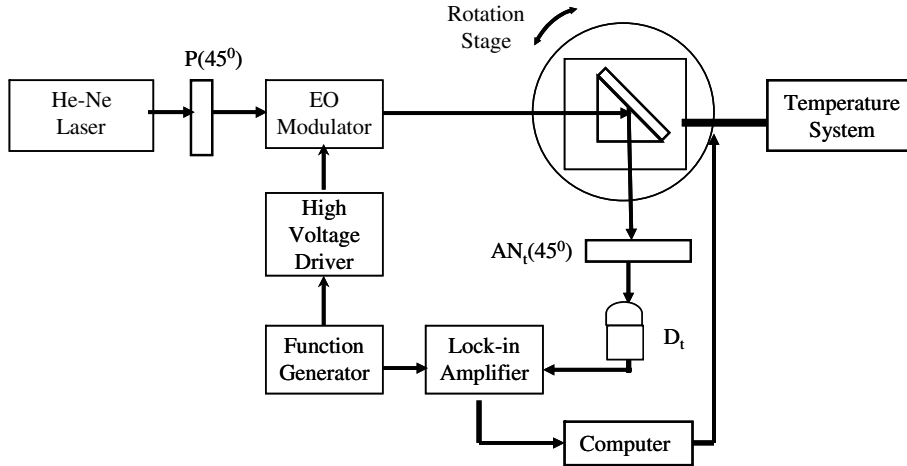 Rotation
Stage
P(45⁰)
He-Ne
Laser
EO
Modulator
Temperature
System
High
Voltage
Driver
ANₜ(45⁰)
Dₜ
Function
Generator
Lock-in
Amplifier
Computer